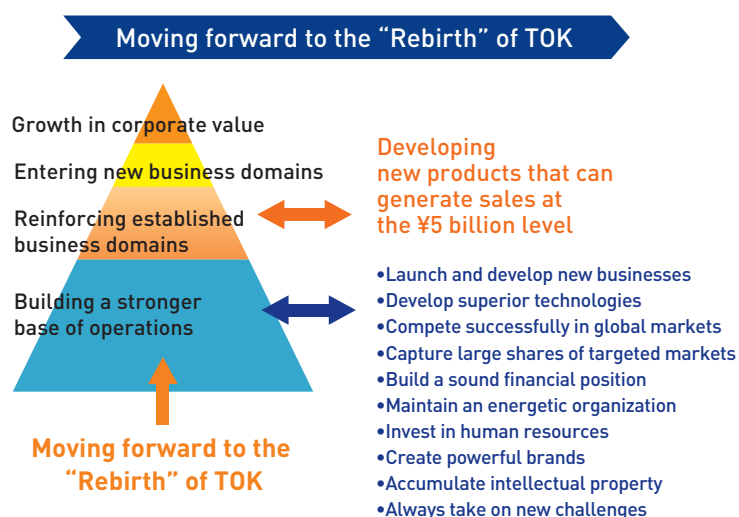 Moving forward to the “Rebirth” of TOK
Growth in corporate value
Entering new business domains
Reinforcing established
business domains
Building a stronger
base of operations
Moving forward to the
“Rebirth” of TOK
Developing
new products that can
generate sales at
the ¥5 billion level
•Launch and develop new businesses
•Develop superior technologies
•Compete successfully in global markets
•Capture large shares of targeted markets
•Build a sound financial position
•Maintain an energetic organization
•Invest in human resources
•Create powerful brands
•Accumulate intellectual property
•Always take on new challenges